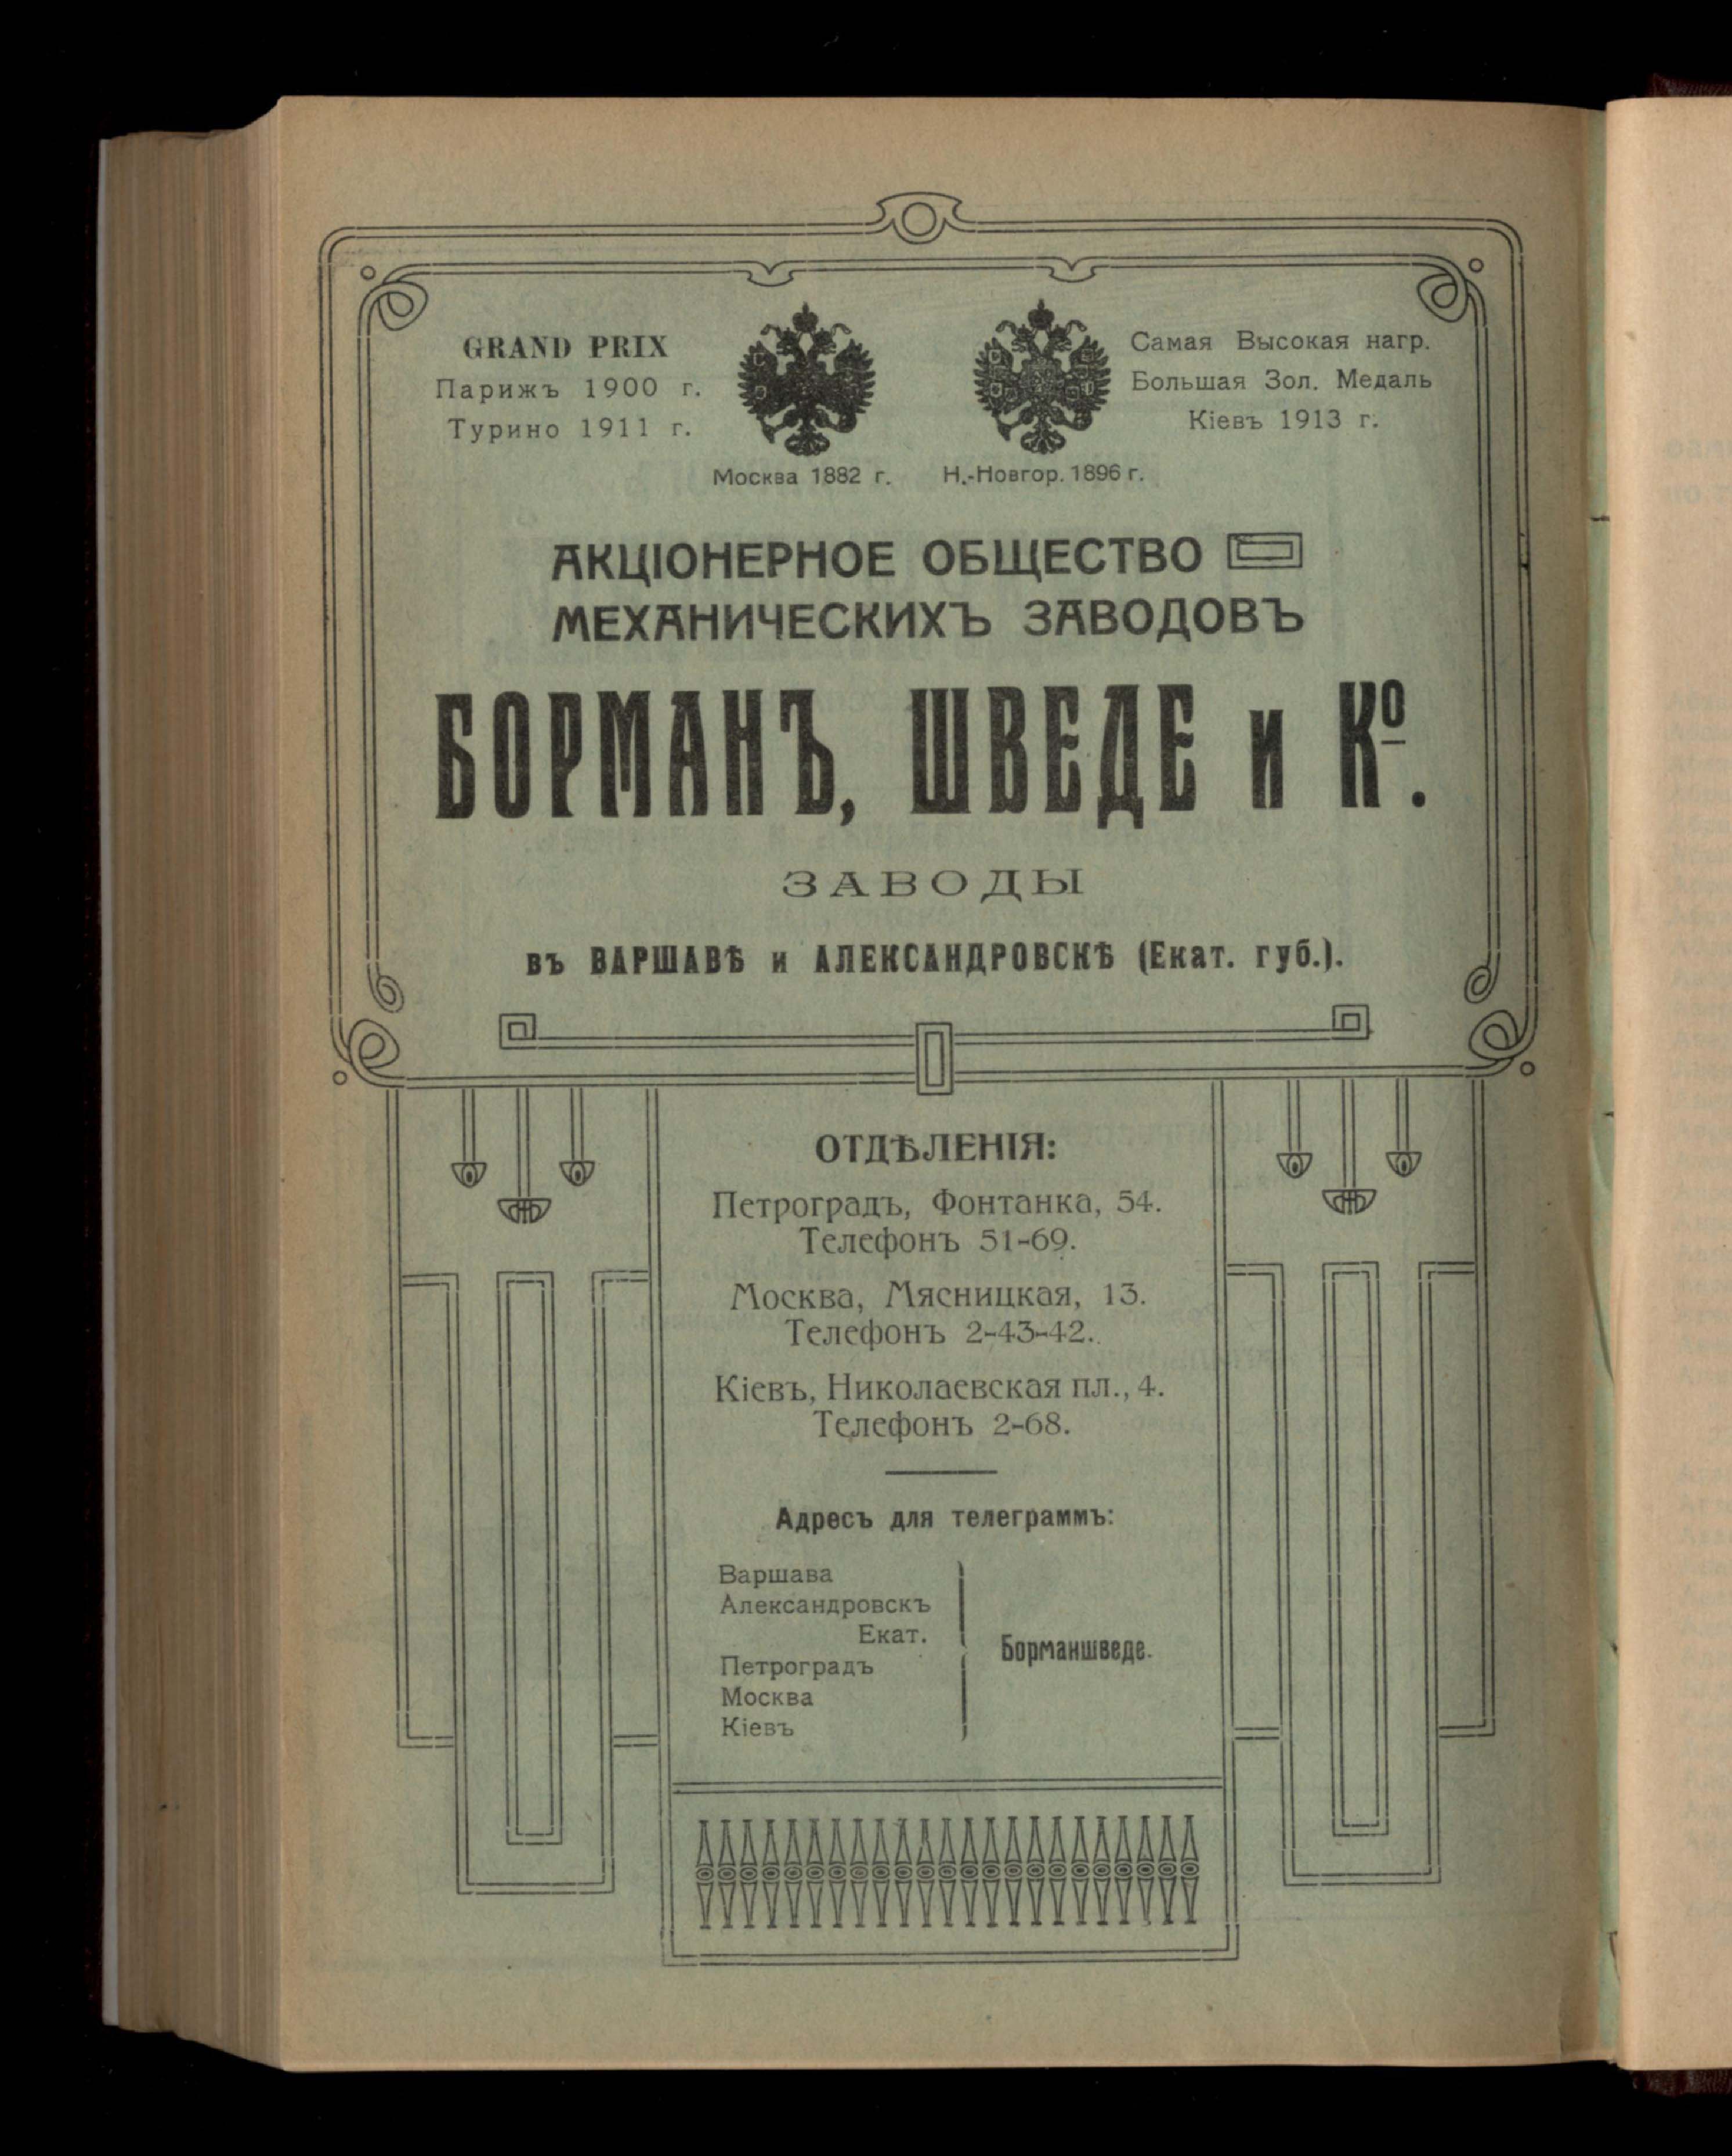 GRAND PRIX
Парижъ 1900 г.
Турино 1911 г.
Москва 1882 г.
Н.-Новгор. 1896 г.
Самая Высокая нагр.
Большая Зол. Медаль
Кіевъ 1913 г.
АКЦІОНЕРНОЕ ОБЩЕСТВО
МЕХАНИЧЕСКИХЪ ЗАВОДОВЪ
БОРМАНЪ, ШВЕДЕ и Кº.
ЗАВОДЫ
въ ВАРШАВѢ и АЛЕКСАНДРОВСКѢ (Екат. губ.).
ОТДѢЛЕНІЯ:
Петроградъ, Фонтанка, 54.
Телефонъ 51-69.
Москва, Мясницкая, 13.
Телефонъ 2-43-42.
Кіевъ, Николаевская пл., 4.
Телефонъ 2-68.
Адресъ для телеграммъ:
Варшава
Александровскъ
Екат.
Петроградъ
Москва
Кіевъ
Борманшведе.